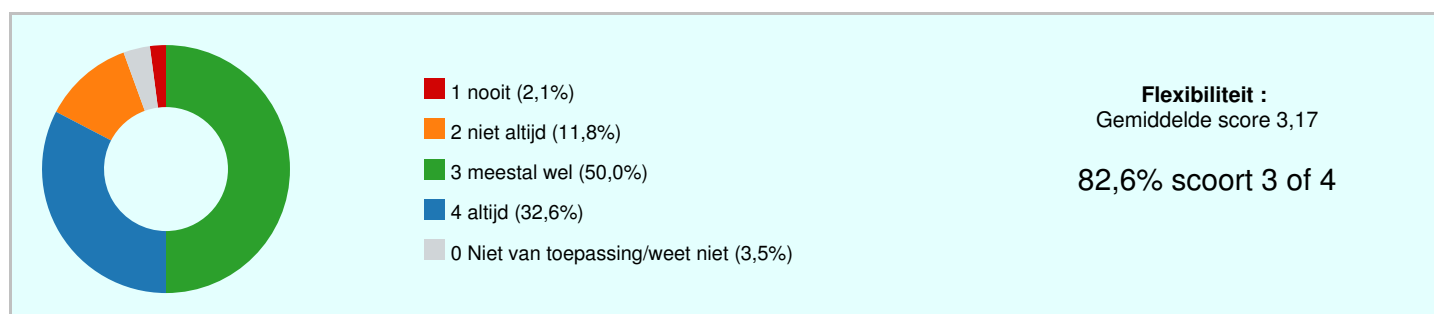 1 nooit (2,1%)
2 niet altijd (11,8%)
3 meestal wel (50,0%)
4 altijd (32,6%)
0 Niet van toepassing/weet niet (3,5%)
Flexibiliteit :
Gemiddelde score 3,17
82,6% scoort 3 of 4